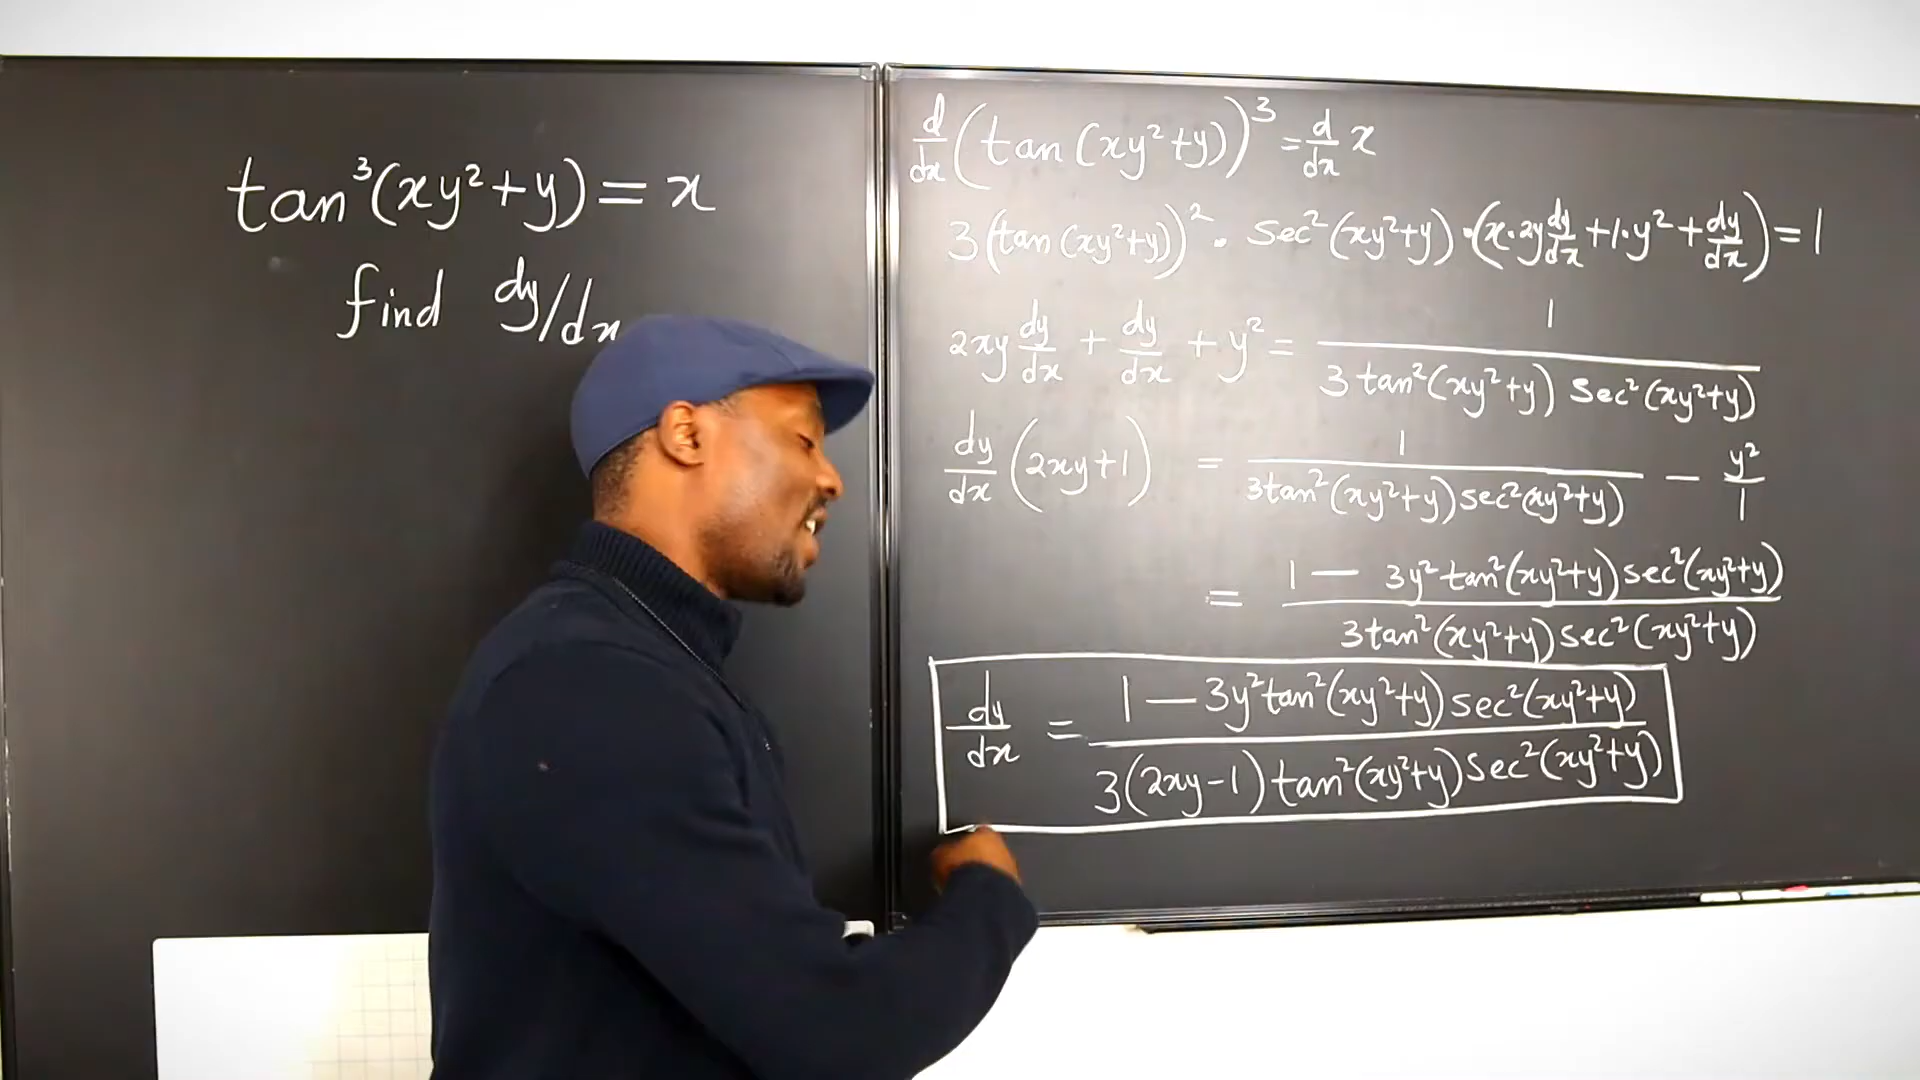 tan³(xy²+y) = x
find dy/dx
d/dx (tan (xy²+y))³ = d/dx x
3(tan (xy²+y))² · sec²(xy²+y) · (x·2y dy/dx + 1·y² + dy/dx) = 1
2xy dy/dx + dy/dx + y² = 1 / 3 tan²(xy²+y) sec²(xy²+y)
dy/dx (2xy+1) = 1 / 3tan²(xy²+y) sec²(xy²+y) − y²/1
= 1 − 3y² tan²(xy²+y) sec²(xy²+y) / 3tan²(xy²+y) sec²(xy²+y)
dy/dx = 1 − 3y² tan²(xy²+y) sec²(xy²+y) / 3(2xy−1) tan²(xy²+y) sec²(xy²+y)